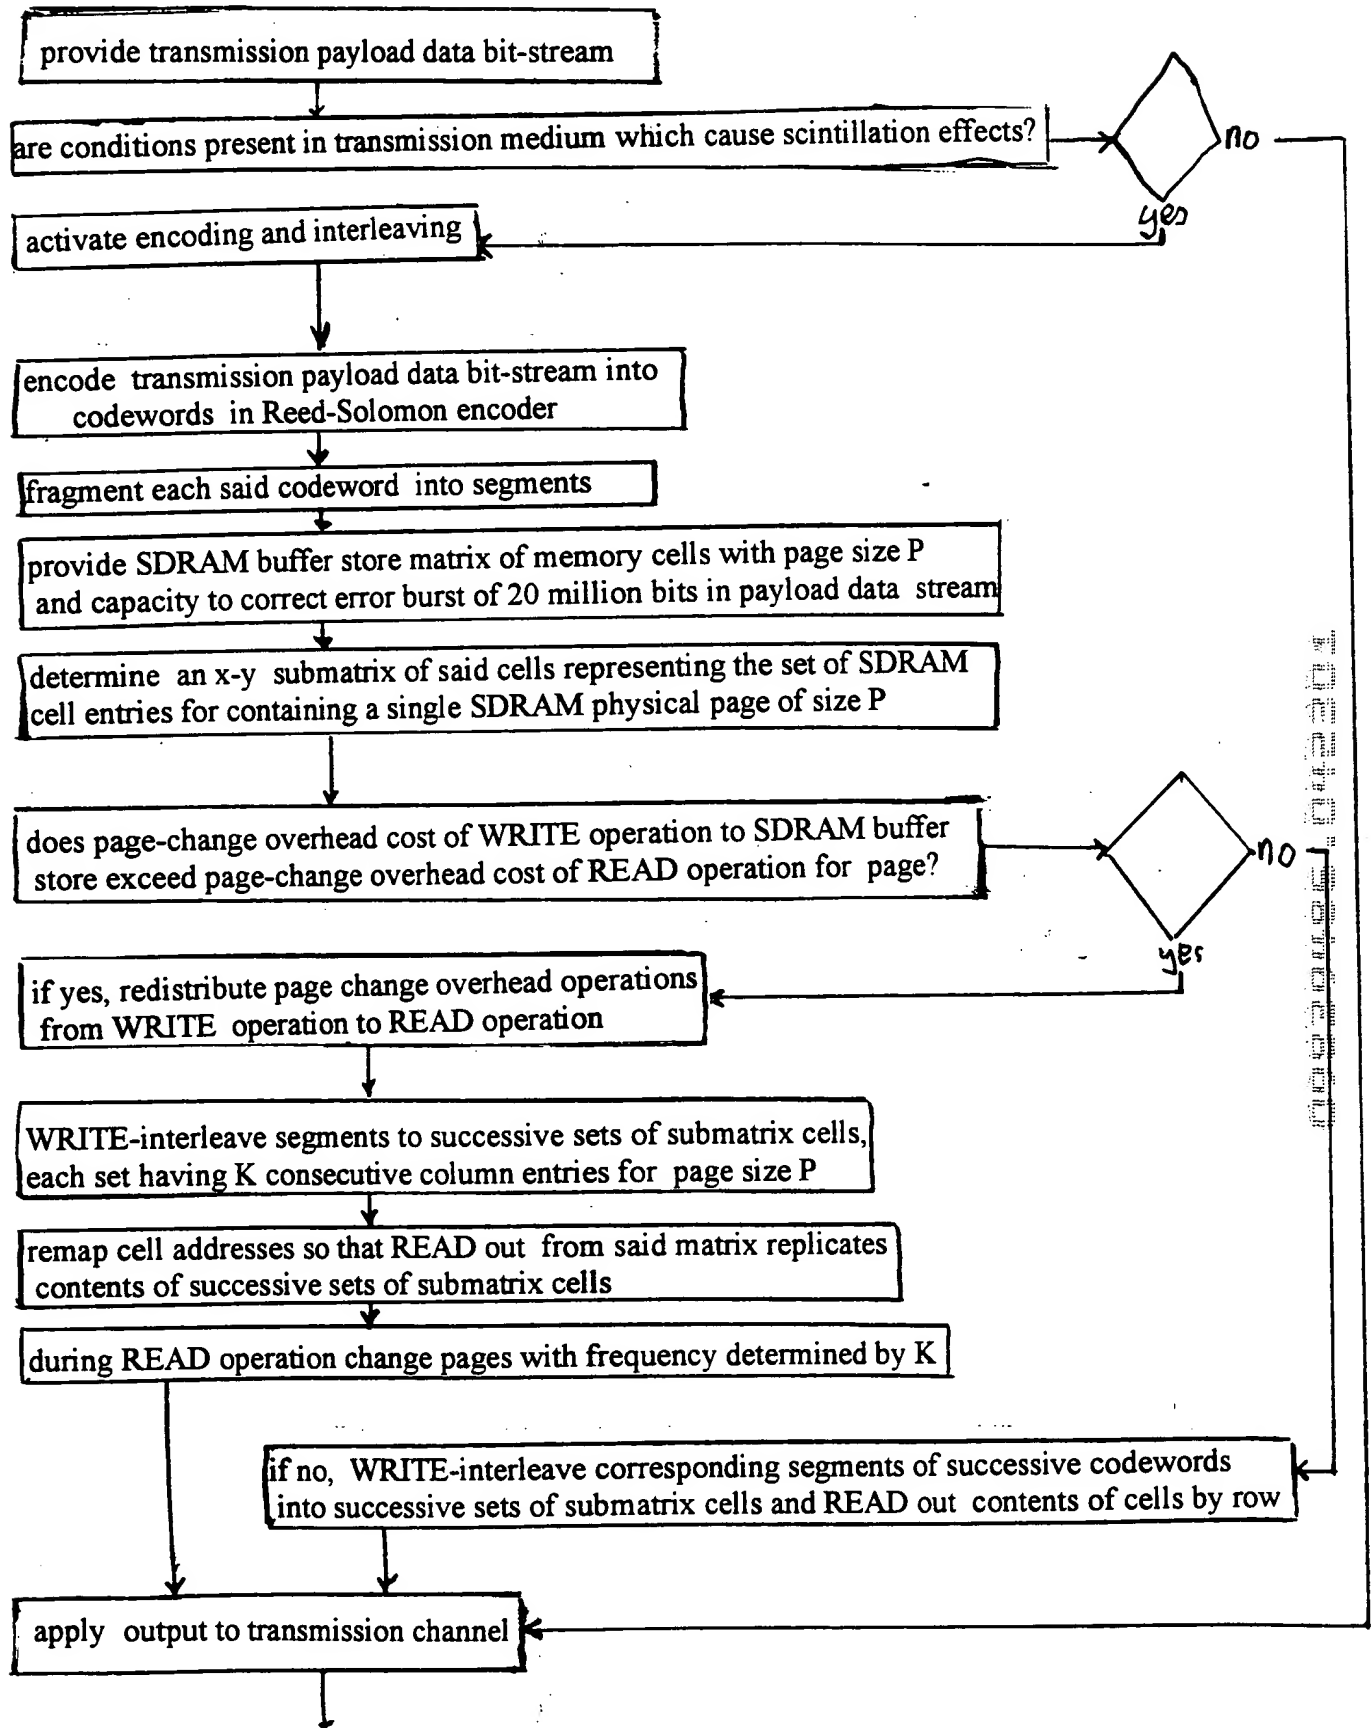 provide transmission payload data bit-stream
are conditions present in transmission medium which cause scintillation effects?
no
yes
activate encoding and interleaving
encode transmission payload data bit-stream into
codewords in Reed-Solomon encoder
fragment each said codeword into segments
provide SDRAM buffer store matrix of memory cells with page size P
and capacity to correct error burst of 20 million bits in payload data stream
determine an x-y submatrix of said cells representing the set of SDRAM
cell entries for containing a single SDRAM physical page of size P
does page-change overhead cost of WRITE operation to SDRAM buffer
store exceed page-change overhead cost of READ operation for page?
no
yes
if yes, redistribute page change overhead operations
from WRITE operation to READ operation
WRITE-interleave segments to successive sets of submatrix cells,
each set having K consecutive column entries for page size P
remap cell addresses so that READ out from said matrix replicates
contents of successive sets of submatrix cells
during READ operation change pages with frequency determined by K
if no, WRITE-interleave corresponding segments of successive codewords
into successive sets of submatrix cells and READ out contents of cells by row
apply output to transmission channel